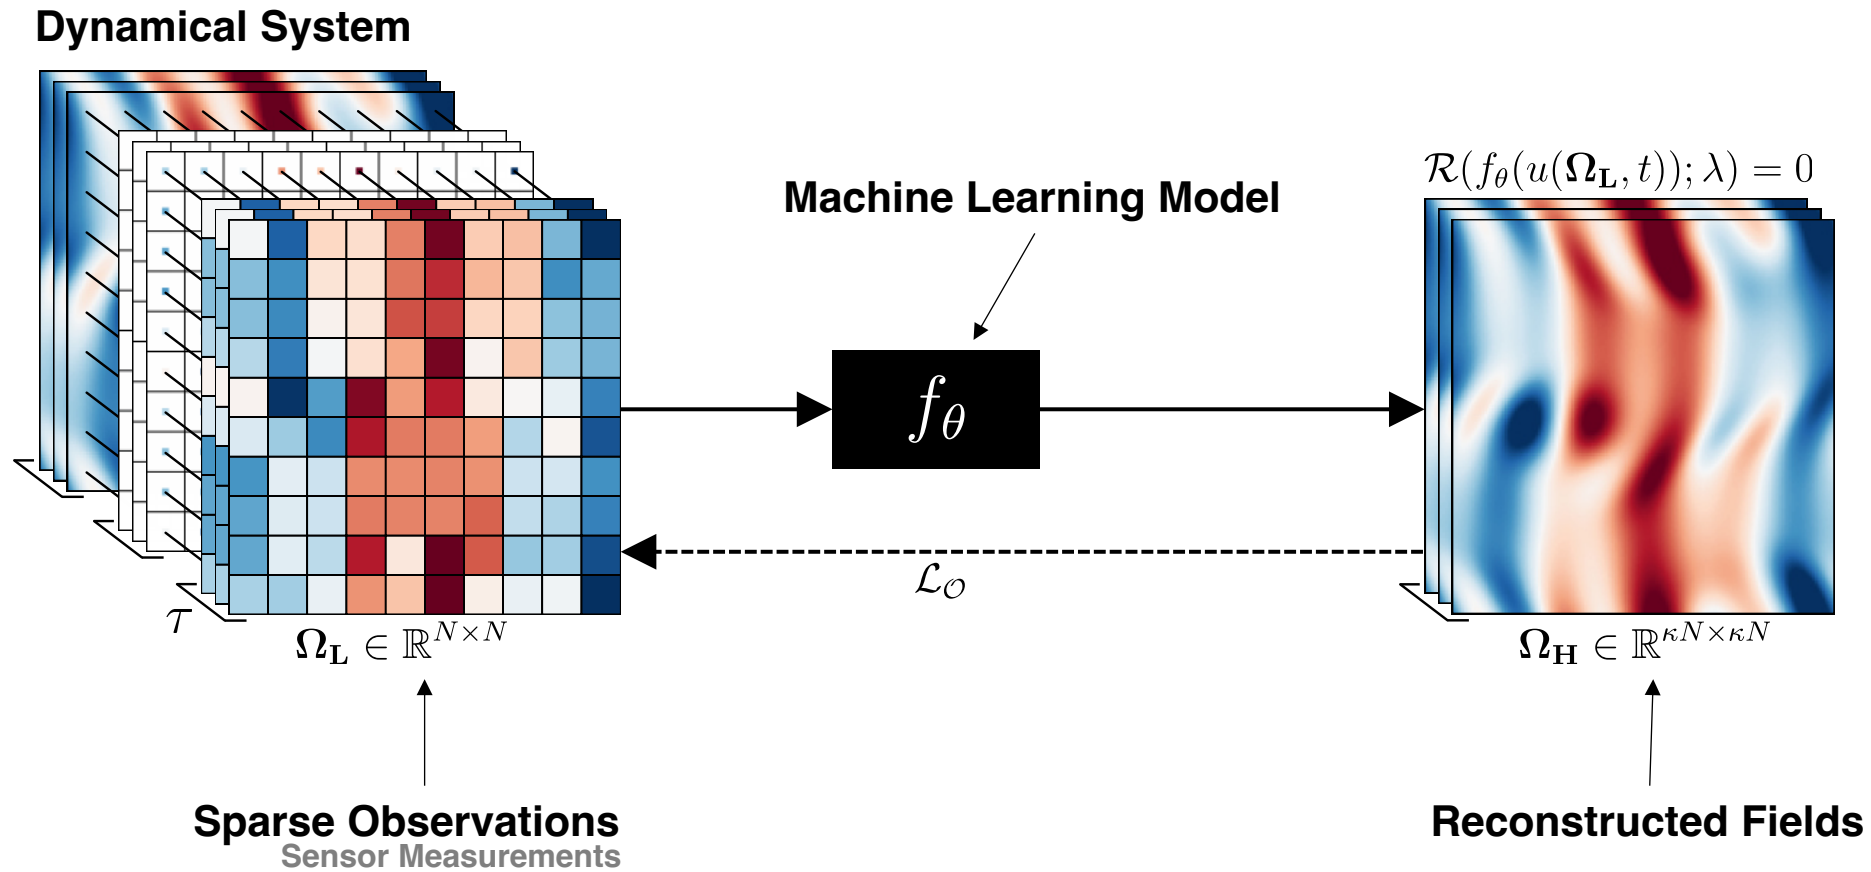 Dynamical System
Machine Learning Model
𝓡(f_θ(u(Ω_L, t)); λ) = 0
f_θ
𝓛_𝒪
τ
Ω_L ∈ ℝ^{N×N}
Ω_H ∈ ℝ^{κN×κN}
Sparse Observations
Sensor Measurements
Reconstructed Fields